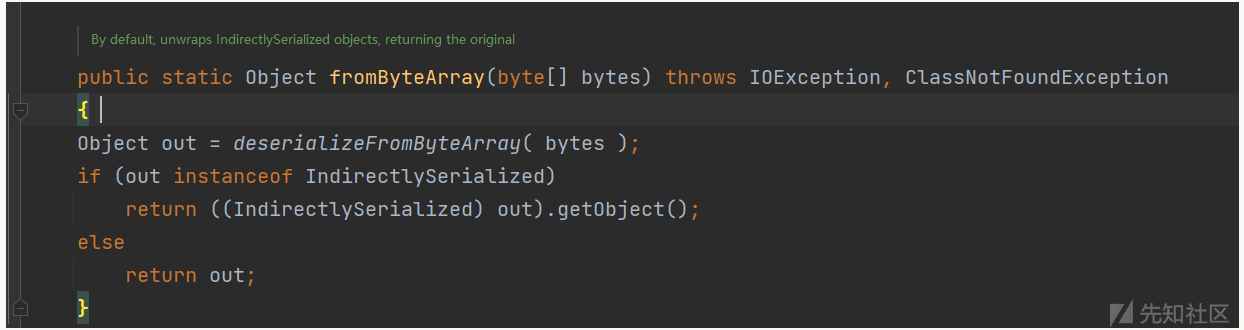 By default, unwraps IndirectlySerialized objects, returning the original
public static Object fromByteArray(byte[] bytes) throws IOException, ClassNotFoundException
{
Object out = deserializeFromByteArray( bytes );
if (out instanceof IndirectlySerialized)
return ((IndirectlySerialized) out).getObject();
else
return out;
}
先知社区